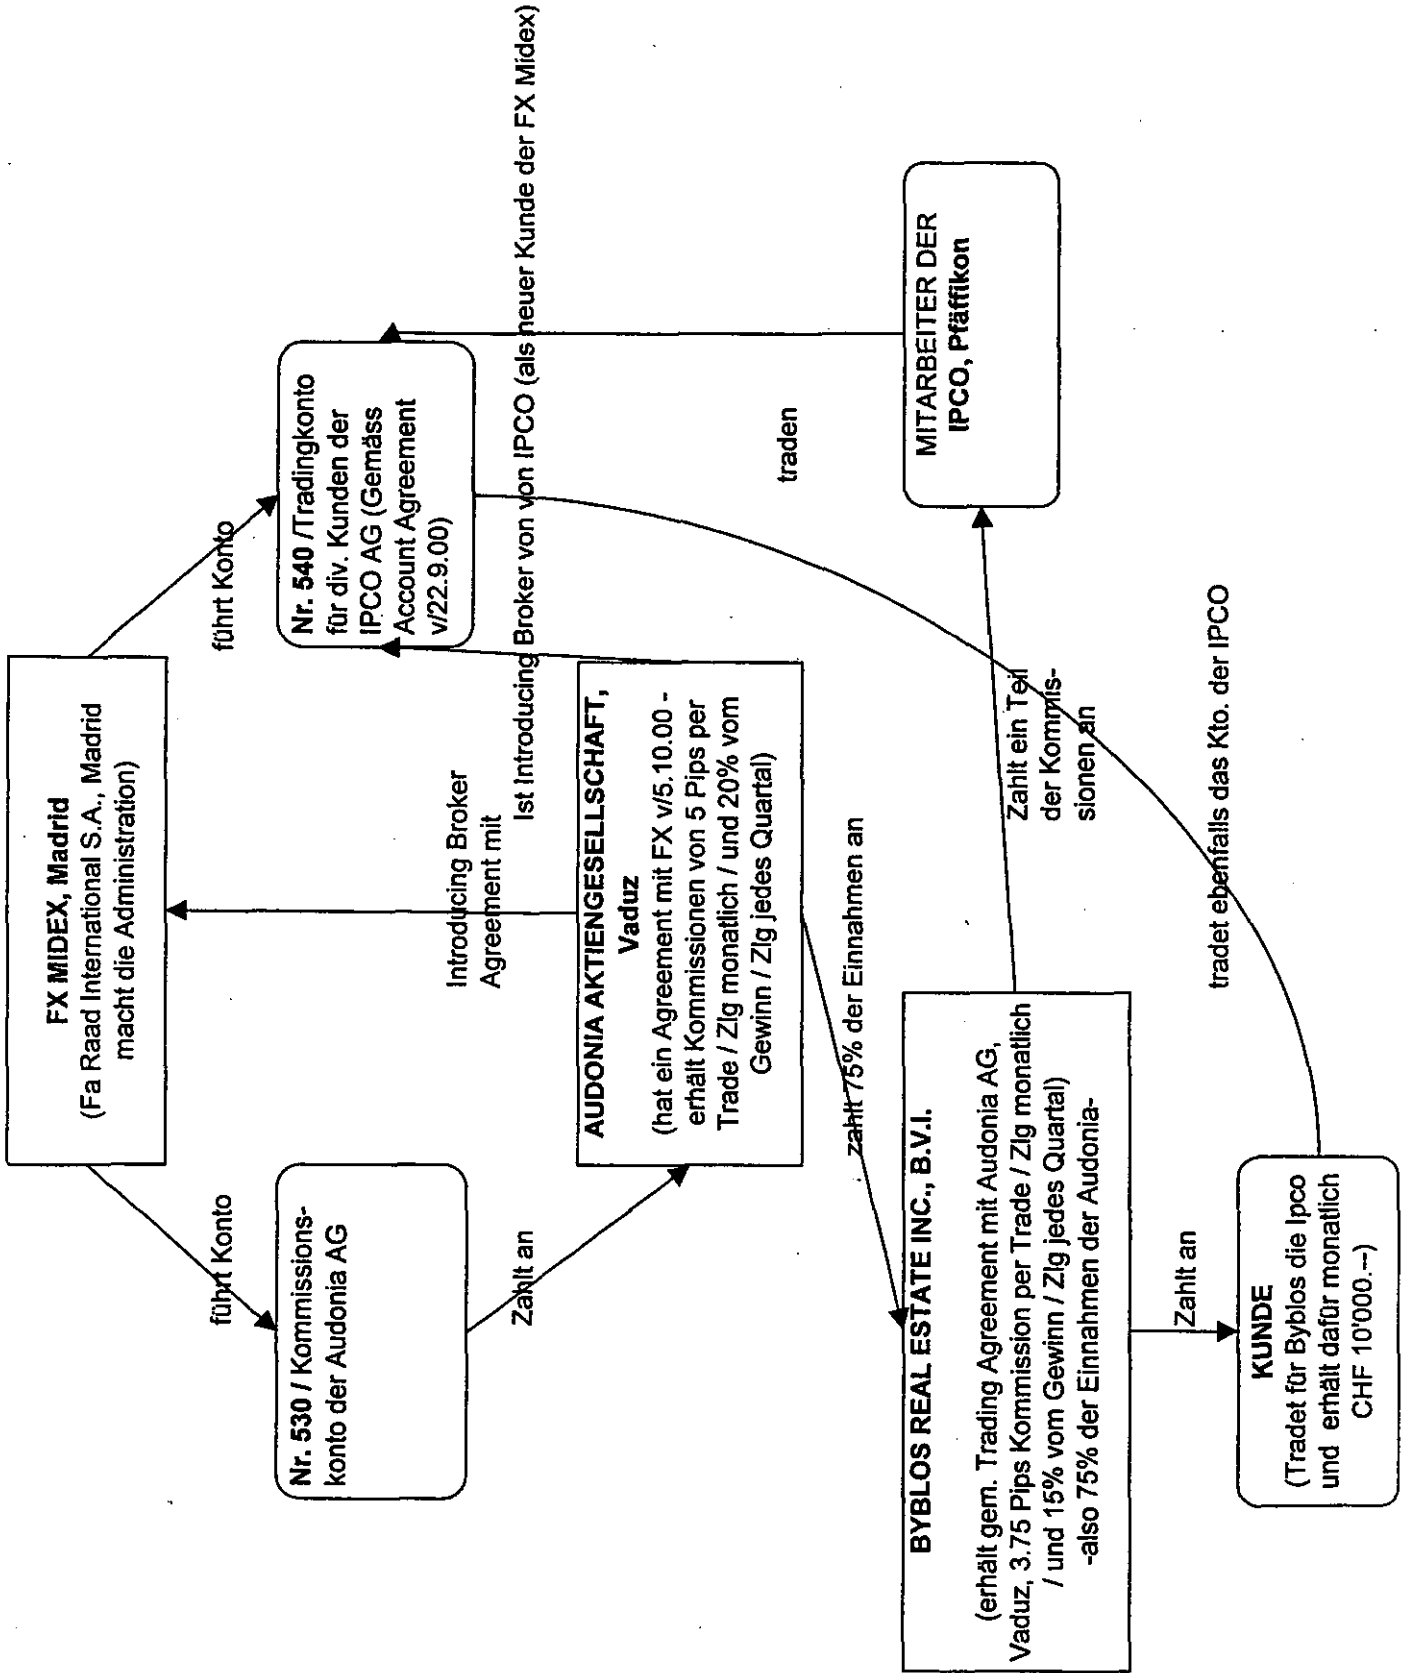 FX MIDEX, Madrid
(Fa Raad International S.A., Madrid
macht die Administration)
führt Konto
führt Konto
Nr. 530 / Kommissions-
konto der Audonia AG
Nr. 540 /Tradingkonto
für div. Kunden der
IPCO AG (Gemäss
Account Agreement
v/22.9.00)
Zahlt an
Introducing Broker
Agreement mit
Ist Introducing Broker von von IPCO (als neuer Kunde der FX Midex)
AUDONIA AKTIENGESELLSCHAFT,
Vaduz
(hat ein Agreement mit FX v/5.10.00 -
erhält Kommissionen von 5 Pips per
Trade / Zlg monatlich / und 20% vom
Gewinn / Zlg jedes Quartal)
traden
zahlt 75% der Einnahmen an
BYBLOS REAL ESTATE INC., B.V.I.
(erhält gem. Trading Agreement mit Audonia AG,
Vaduz, 3.75 Pips Kommission per Trade / Zlg monatlich
/ und 15% vom Gewinn / Zlg jedes Quartal)
-also 75% der Einnahmen der Audonia-
Zahlt ein Teil
der Kommis-
sionen an
MITARBEITER DER
IPCO, Pfäffikon
Zahlt an
tradet ebenfalls das Kto. der IPCO
KUNDE
(Tradet für Byblos die Ipco
und erhält dafür monatlich
CHF 10'000.--)